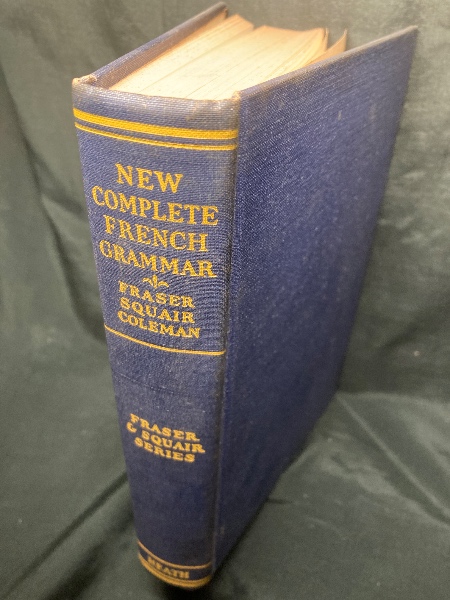 NEW
COMPLETE
FRENCH
GRAMMAR
FRASER
SQUAIR
COLEMAN
FRASER
& SQUAIR
SERIES
HEATH